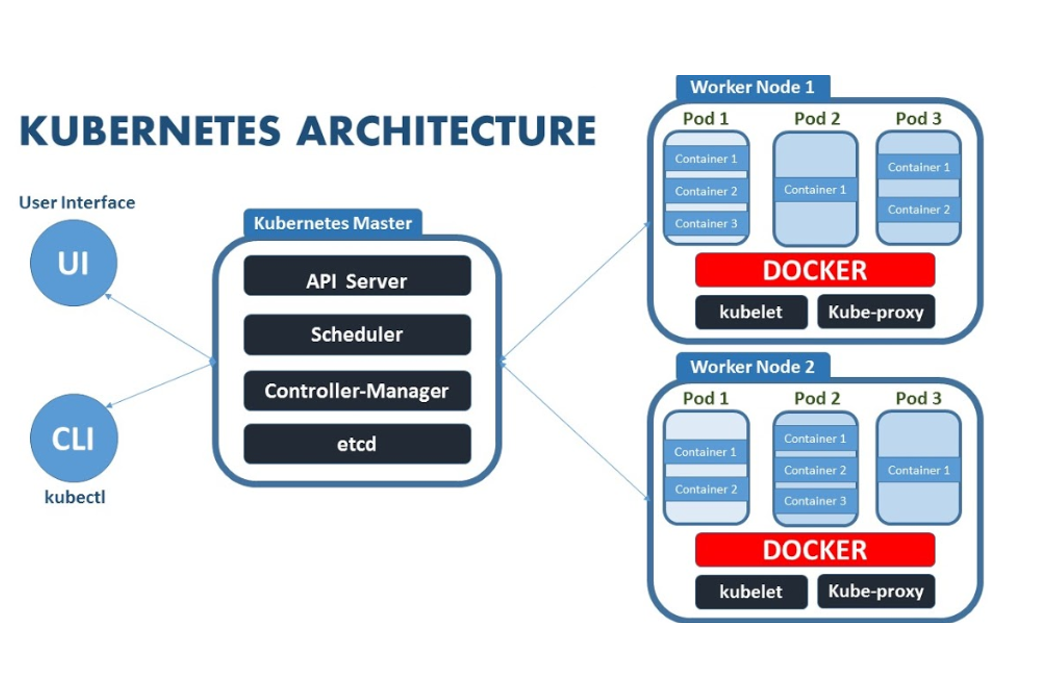 KUBERNETES ARCHITECTURE
User Interface
UI
CLI
kubectl
Kubernetes Master
API Server
Scheduler
Controller-Manager
etcd
Worker Node 1
Pod 1
Container 1
Container 2
Container 3
Pod 2
Container 1
Pod 3
Container 1
Container 2
DOCKER
kubelet
Kube-proxy
Worker Node 2
Pod 1
Container 1
Container 2
Pod 2
Container 1
Container 2
Container 3
Pod 3
Container 1
DOCKER
kubelet
Kube-proxy